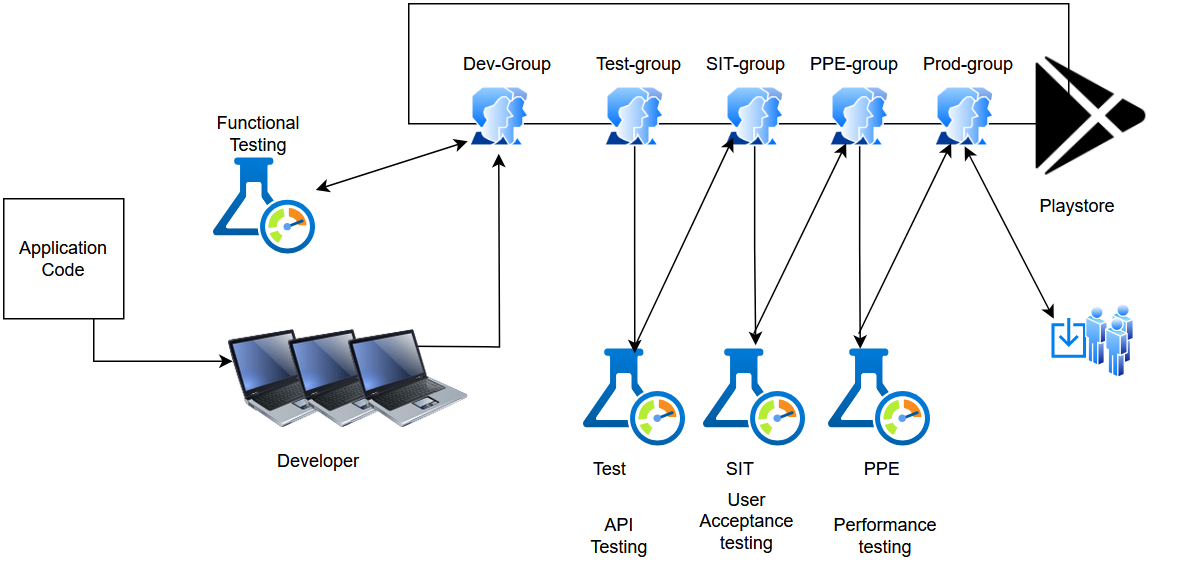 Dev-Group
Test-group
SIT-group
PPE-group
Prod-group
Functional
Testing
Playstore
Application
Code
Developer
Test
SIT
PPE
API
Testing
User
Acceptance
testing
Performance
testing